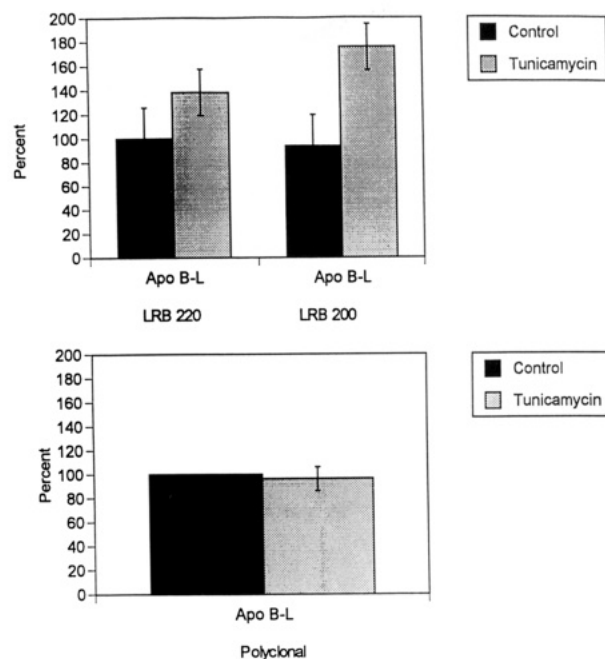 200
180
160
140
120
100
80
60
40
20
0
Percent
Apo B-L Apo B-L
LRB 220 LRB 200
Control
Tunicamycin
200
180
160
140
120
100
80
60
40
20
0
Percent
Apo B-L
Polyclonal
Control
Tunicamycin